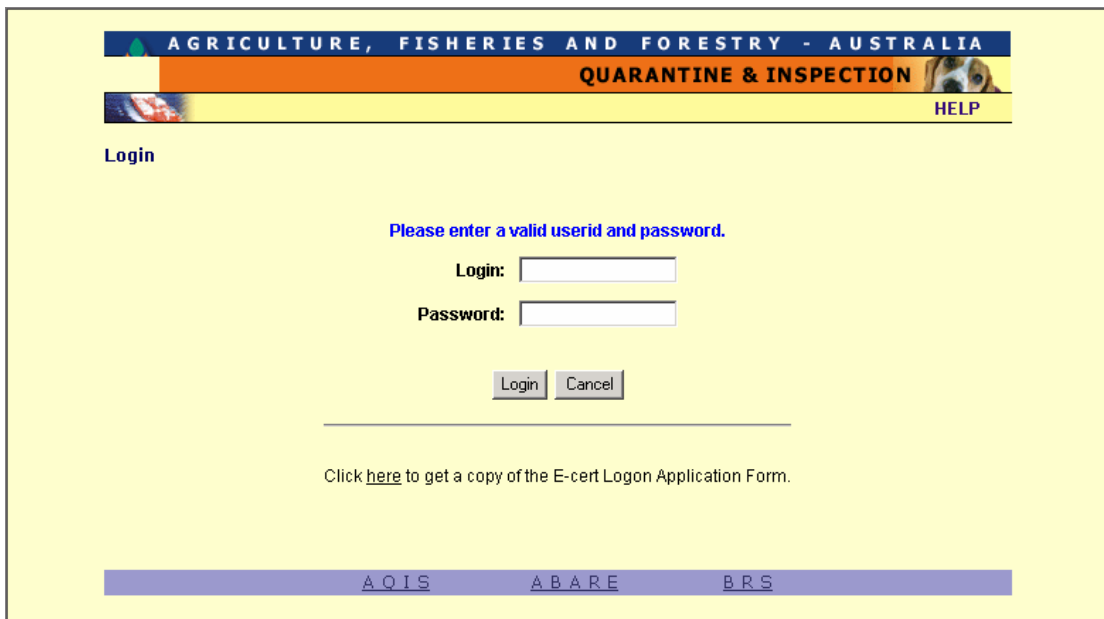 AGRICULTURE, FISHERIES AND FORESTRY - AUSTRALIA
QUARANTINE & INSPECTION
HELP
Login
Please enter a valid userid and password.
Login:
Password:
Login Cancel
Click here to get a copy of the E-cert Logon Application Form.
AQIS ABARE BRS